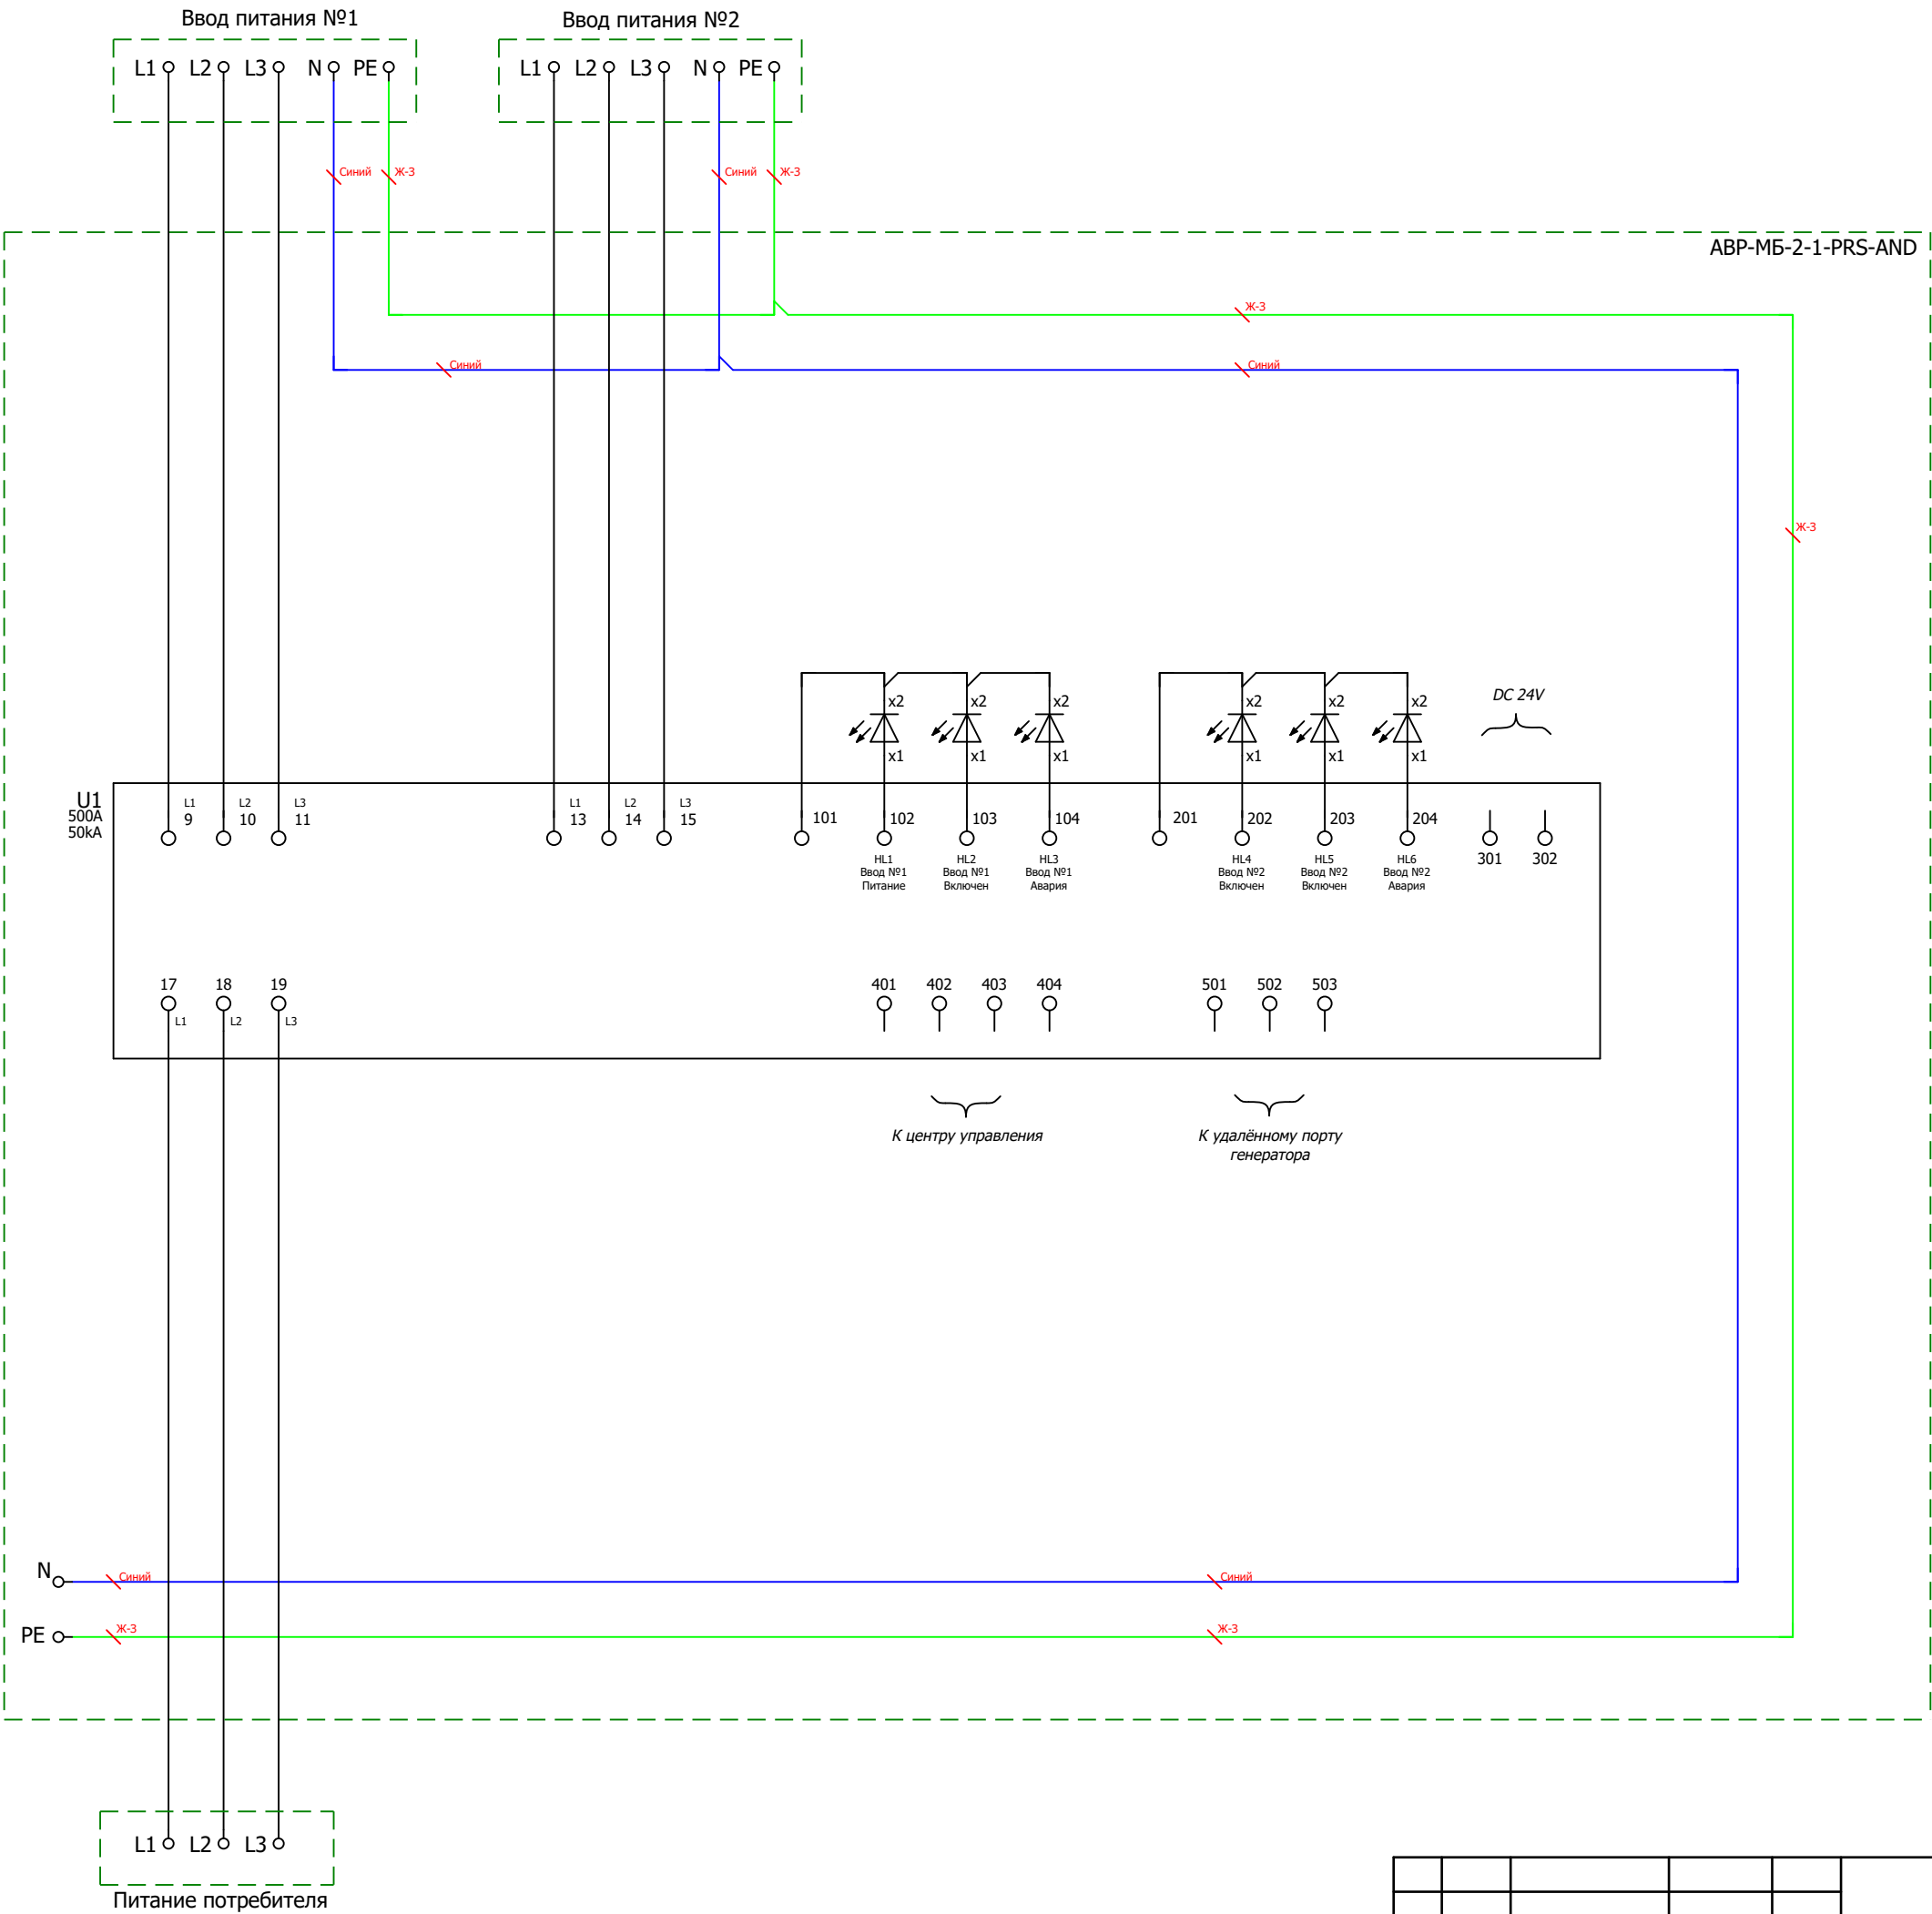 Ввод питания №1
Ввод питания №2
L1 L2 L3 N PE
L1 L2 L3 N PE
Синий Ж-З
Синий Ж-З
АВР-МБ-2-1-PRS-AND
Ж-З
Синий
Синий
Ж-З
x2 x2 x2
x2 x2 x2
DC 24V
x1 x1 x1
x1 x1 x1
U1
500A
50kA
L1 L2 L3
9 10 11
L1 L2 L3
13 14 15
101 102 103 104
201 202 203 204
HL1
Ввод №1
Питание
HL2
Ввод №1
Включен
HL3
Ввод №1
Авария
HL4
Ввод №2
Включен
HL5
Ввод №2
Включен
HL6
Ввод №2
Авария
301 302
17 18 19
L1 L2 L3
401 402 403 404
501 502 503
К центру управления
К удалённому порту
генератора
N
Синий
Синий
PE
Ж-З
Ж-З
L1 L2 L3
Питание потребителя